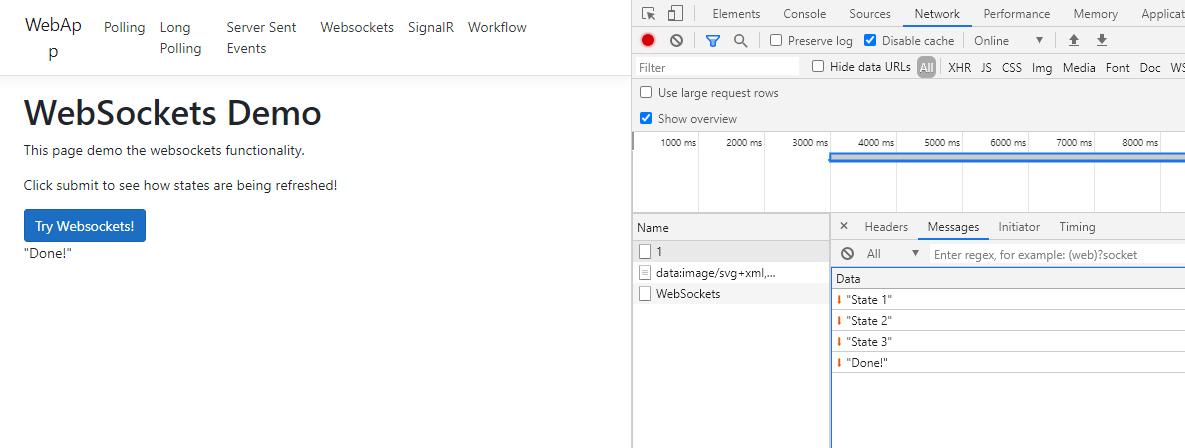 WebAp
p
Polling
Long
Polling
Server Sent
Events
Websockets
SignalR
Workflow
WebSockets Demo
This page demo the websockets functionality.
Click submit to see how states are being refreshed!
Try Websockets!
"Done!"
Elements Console Sources Network Performance Memory Applicati
Preserve log Disable cache Online
Filter Hide data URLs All XHR JS CSS Img Media Font Doc WS
Use large request rows
Show overview
1000 ms 2000 ms 3000 ms 4000 ms 5000 ms 6000 ms 7000 ms 8000 ms
Name
1
data:image/svg+xml,...
WebSockets
× Headers Messages Initiator Timing
All Enter regex, for example: (web)?socket
Data
"State 1"
"State 2"
"State 3"
"Done!"